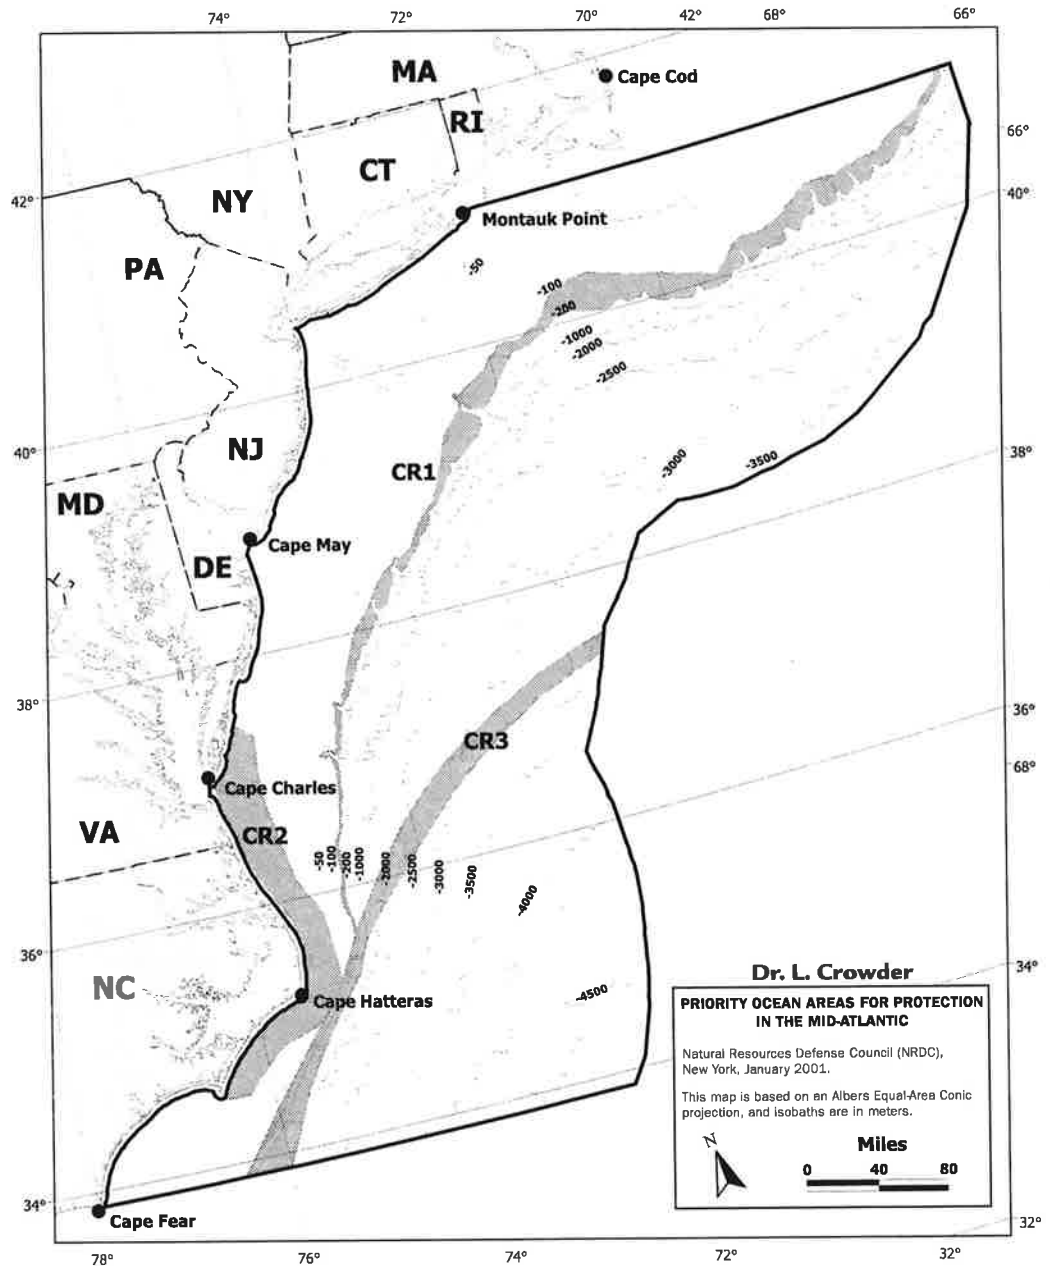 74°
72°
70°
42°
68°
66°
MA
Cape Cod
RI
66°
CT
42°
NY
40°
Montauk Point
PA
-50
-100
-200
-1000
-2000
-2500
40°
NJ
CR1
-3000
-3500
38°
MD
Cape May
DE
38°
36°
CR3
68°
Cape Charles
VA
CR2
-50
-100
-200
-1000
-2000
-2500
-3000
-3500
-4000
36°
34°
NC
Cape Hatteras
-4500
Dr. L. Crowder
PRIORITY OCEAN AREAS FOR PROTECTION
IN THE MID-ATLANTIC
Natural Resources Defense Council (NRDC),
New York, January 2001.
This map is based on an Albers Equal-Area Conic
projection, and isobaths are in meters.
N
Miles
0 40 80
34°
Cape Fear
32°
78°
76°
74°
72°
32°